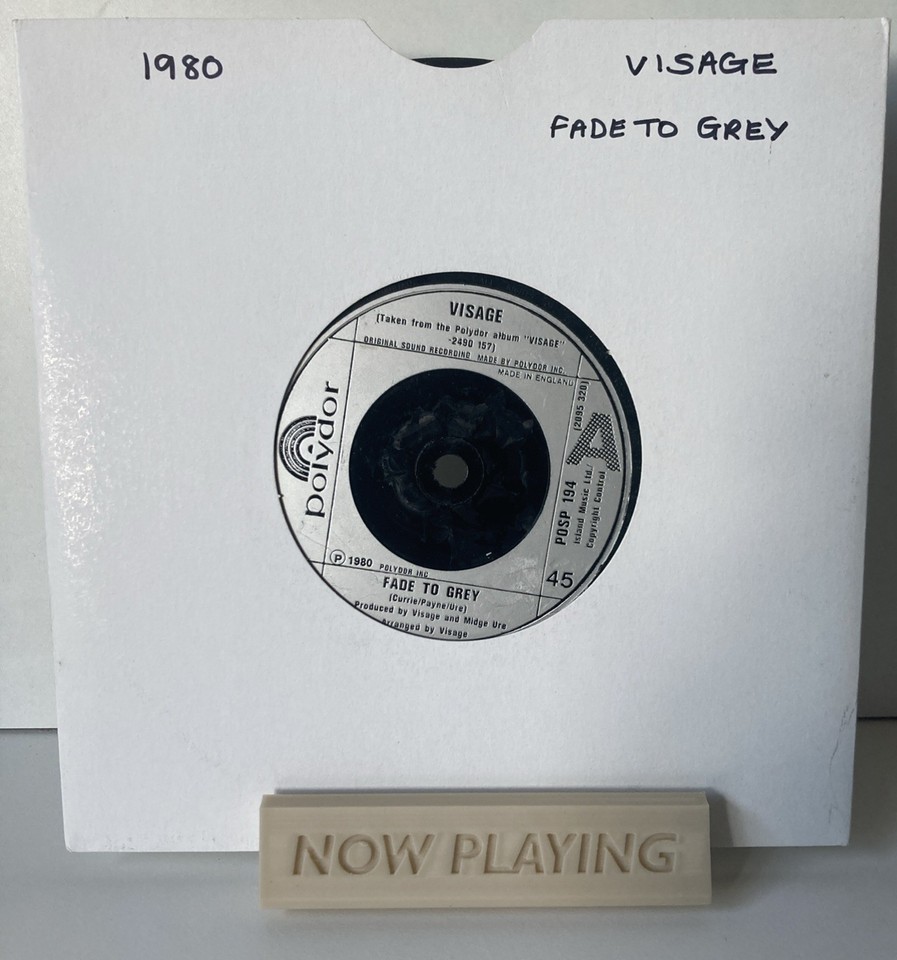 1980
VISAGE
FADE TO GREY
VISAGE
(Taken from the Polydor album "VISAGE"
-2490 157)
ORIGINAL SOUND RECORDING MADE BY POLYDOR INC.
MADE IN ENGLAND
polydor
(2095 320)
A
POSP 194
Island Music Ltd./
Copyright Control
45
Ⓟ 1980 POLYDOR INC
FADE TO GREY
(Currie/Payne/Ure)
Produced by Visage and Midge Ure
Arranged by Visage
NOW PLAYING